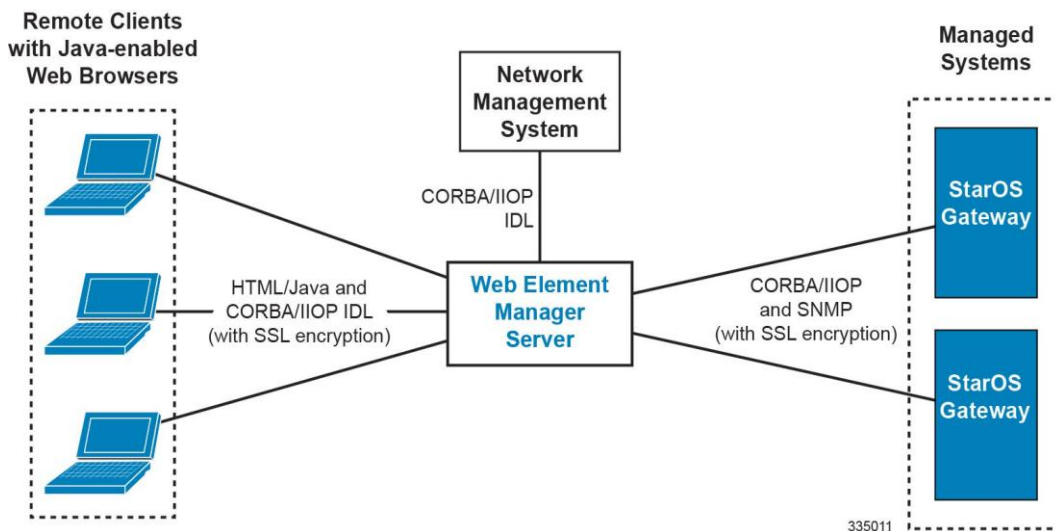 Remote Clients
with Java-enabled
Web Browsers
Network
Management
System
Managed
Systems
CORBA/IIOP
IDL
HTML/Java and
CORBA/IIOP IDL
(with SSL encryption)
Web Element
Manager
Server
CORBA/IIOP
and SNMP
(with SSL encryption)
StarOS
Gateway
StarOS
Gateway
335011